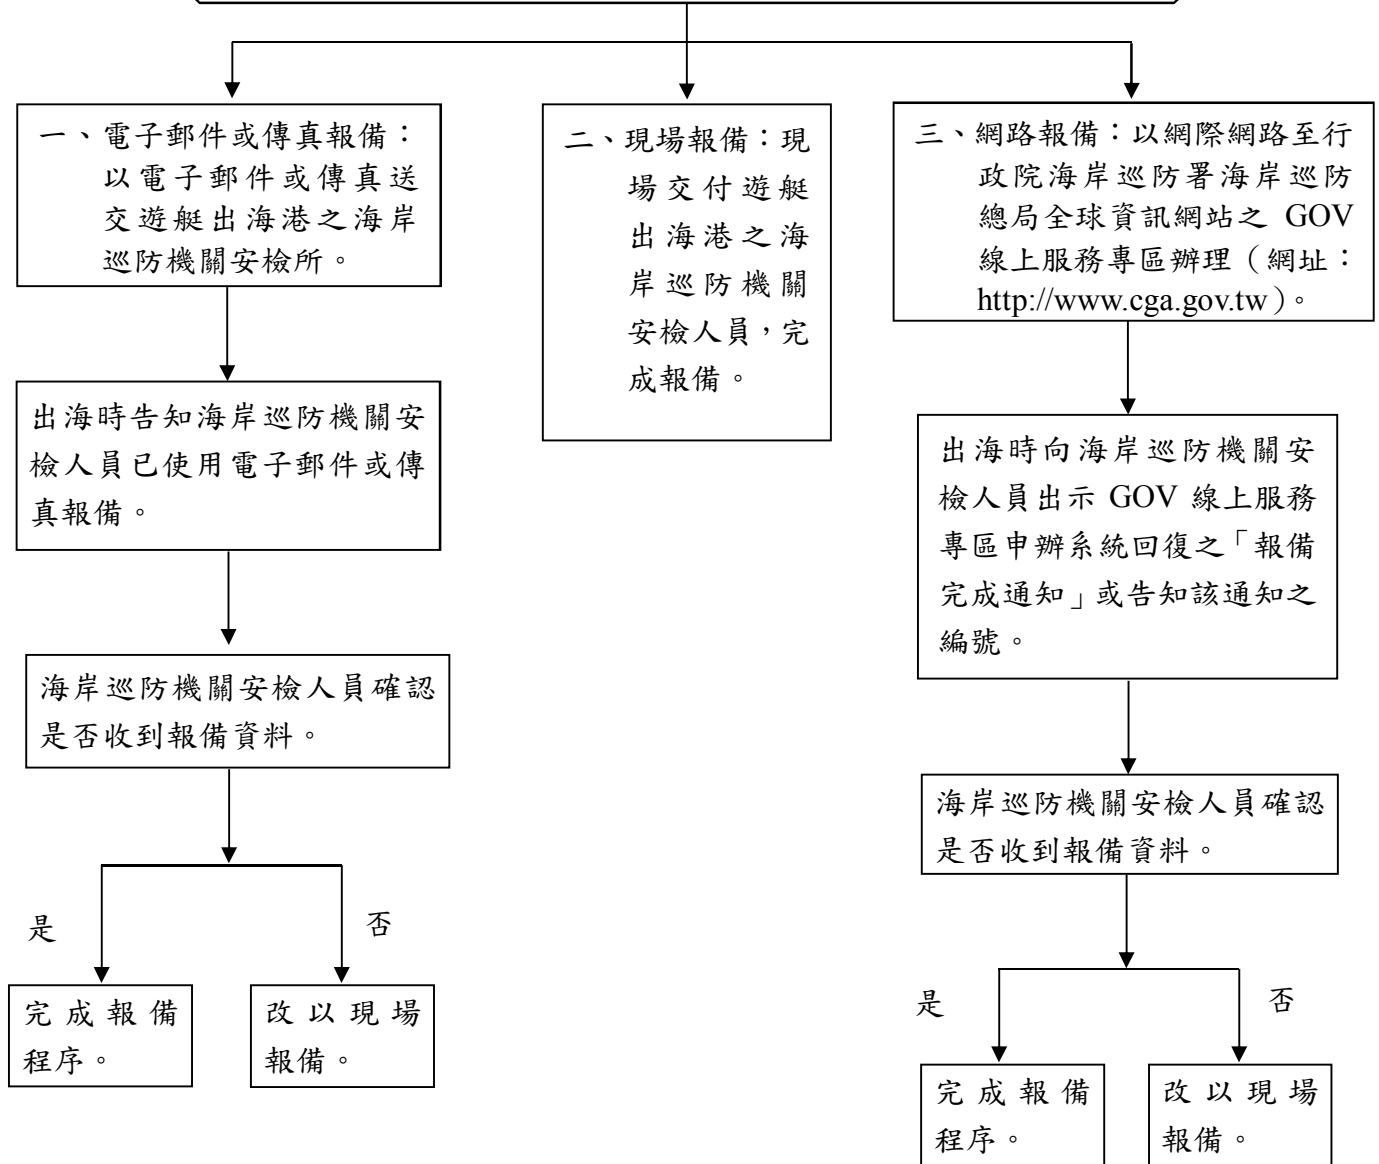 一、電子郵件或傳真報備：
以電子郵件或傳真送
交遊艇出海港之海岸
巡防機關安檢所。
出海時告知海岸巡防機關安
檢人員已使用電子郵件或傳
真報備。
海岸巡防機關安檢人員確認
是否收到報備資料。
是
否
完成報備
程序。
改以現場
報備。
二、現場報備：現
場交付遊艇
出海港之海
岸巡防機關
安檢人員，完
成報備。
三、網路報備：以網際網路至行
政院海岸巡防署海岸巡防
總局全球資訊網站之 GOV
線上服務專區辦理（網址：
http://www.cga.gov.tw）。
出海時向海岸巡防機關安
檢人員出示 GOV 線上服務
專區申辦系統回復之「報備
完成通知」或告知該通知之
編號。
海岸巡防機關安檢人員確認
是否收到報備資料。
是
否
完成報備
程序。
改以現場
報備。